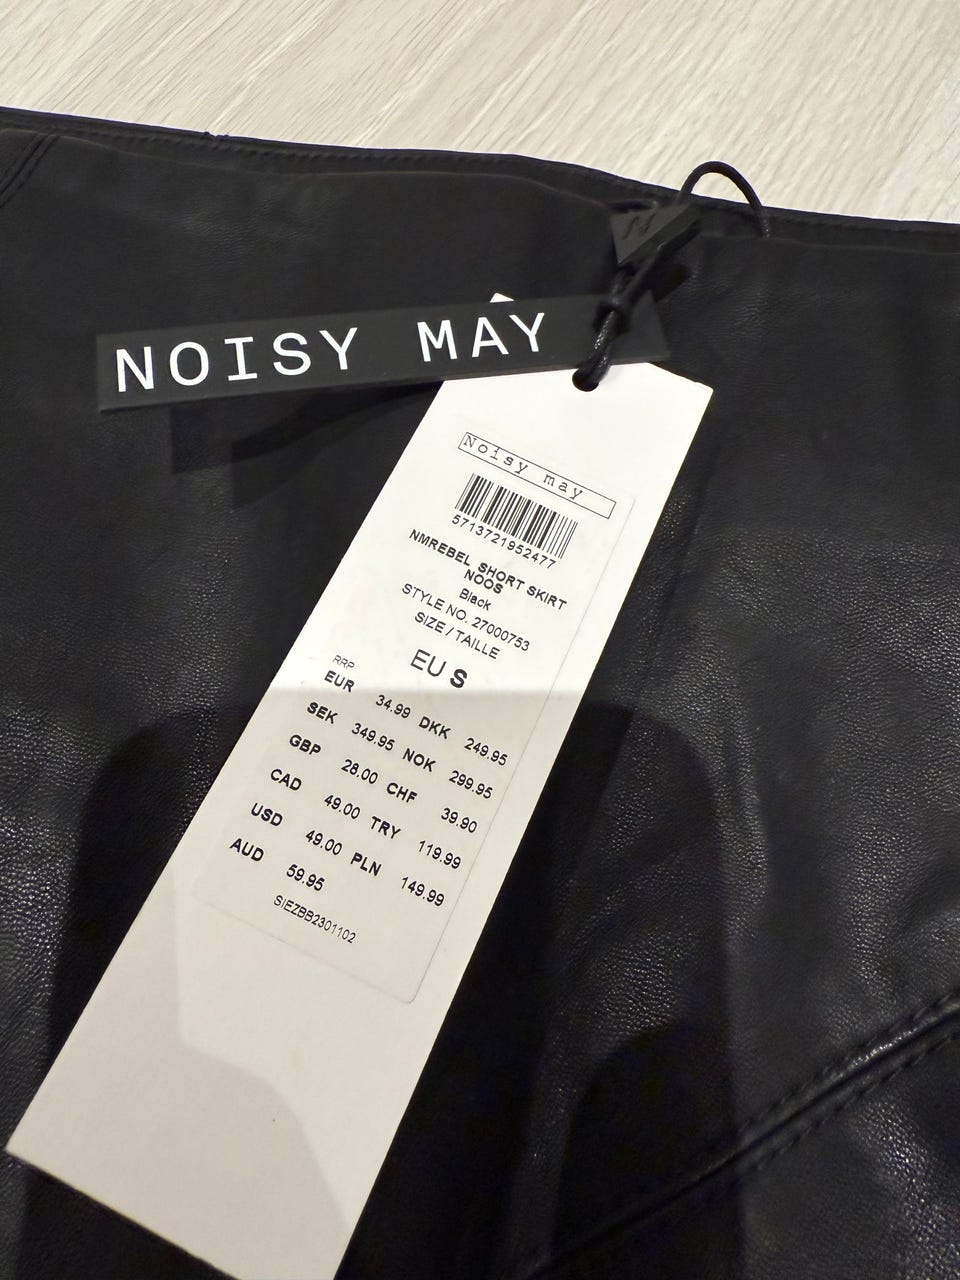 NOISY MAY
Noisy may
5713721952477
NMREBEL SHORT SKIRT
NOOS
Black
STYLE NO. 27000753
SIZE / TAILLE
EU S
RRP
EUR 34.99 DKK 249.95
SEK 349.95 NOK 299.95
GBP 28.00 CHF 39.90
CAD 49.00 TRY 119.99
USD 49.00 PLN 149.99
AUD 59.95
SIEZBB2301102